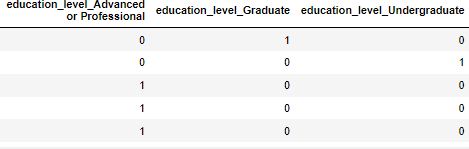 education_level_Advanced
or Professional education_level_Graduate education_level_Undergraduate
0 1 0
0 0 1
1 0 0
1 0 0
1 0 0